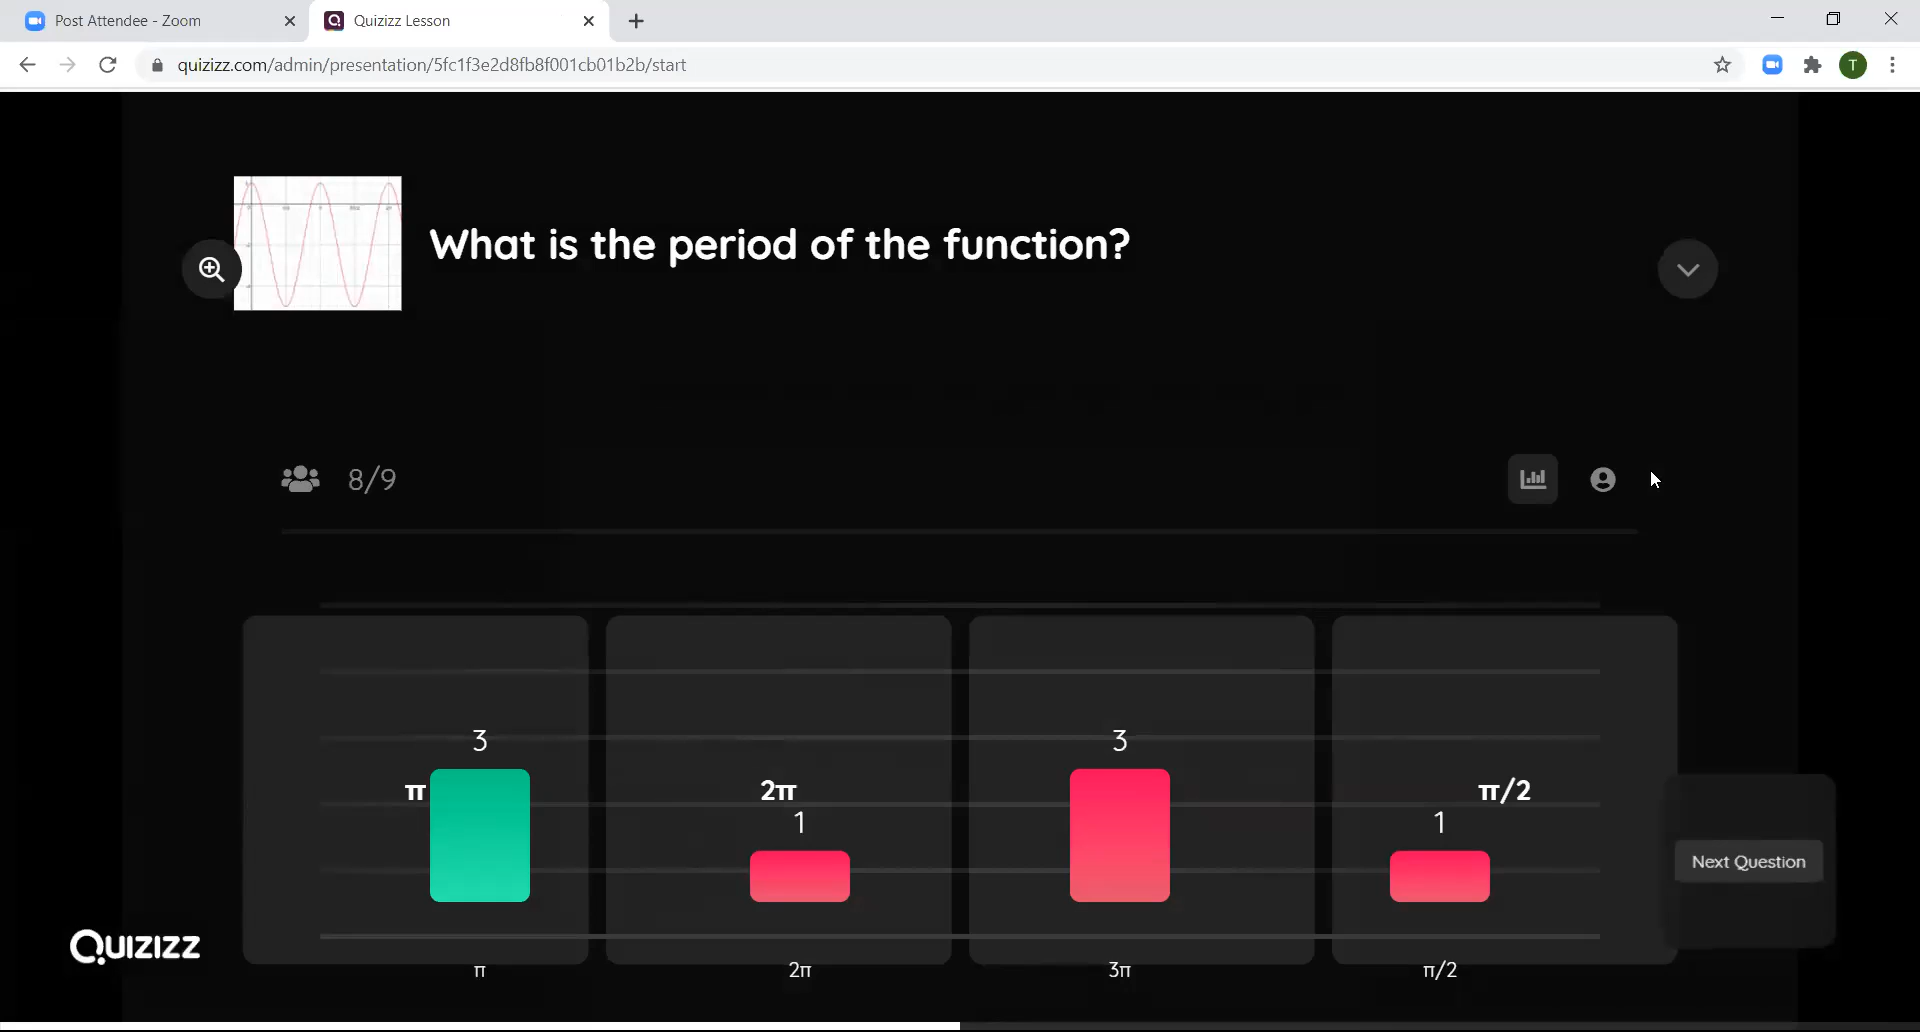 Post Attendee - Zoom
Quizizz Lesson
quizizz.com/admin/presentation/5fc1f3e2d8fb8f001cb01b2b/start
T
What is the period of the function?
8/9
3
3
π
2π
π/2
1
1
Next Question
QUIZIZZ
π
2π
3π
π/2